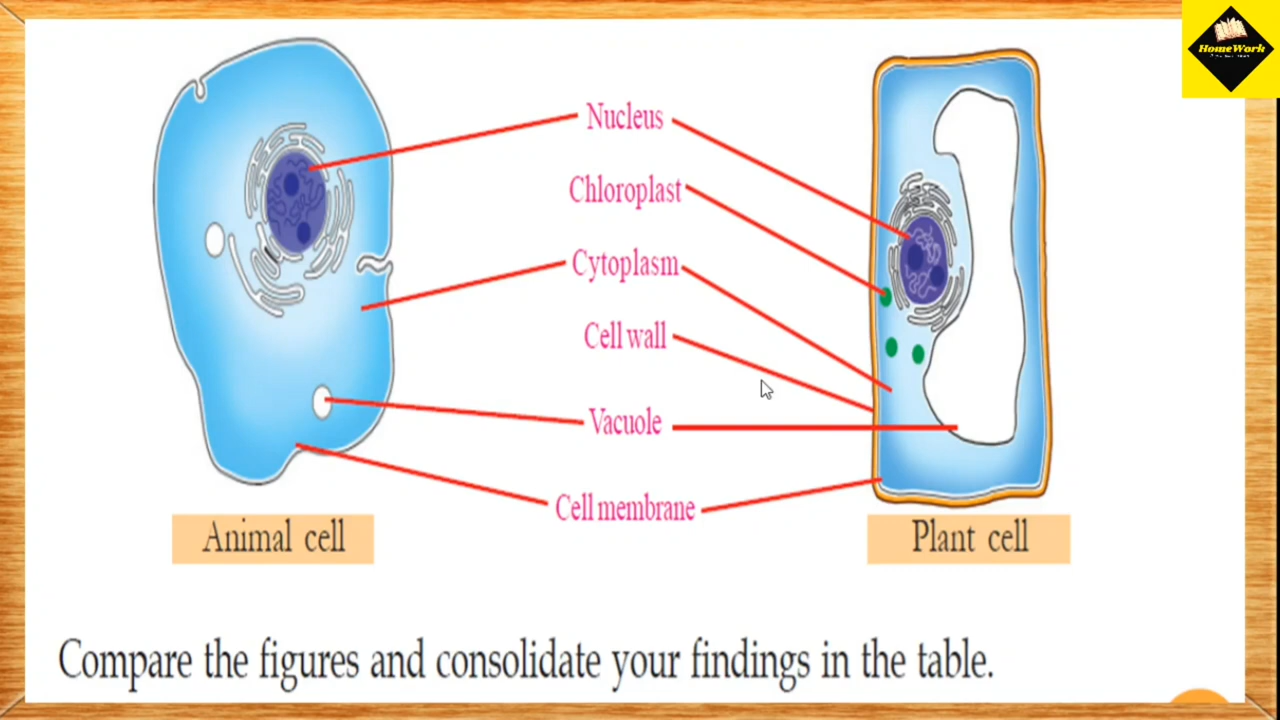 HomeWork
Nucleus
Chloroplast
Cytoplasm
Cell wall
Vacuole
Cell membrane
Animal cell
Plant cell
Compare the figures and consolidate your findings in the table.